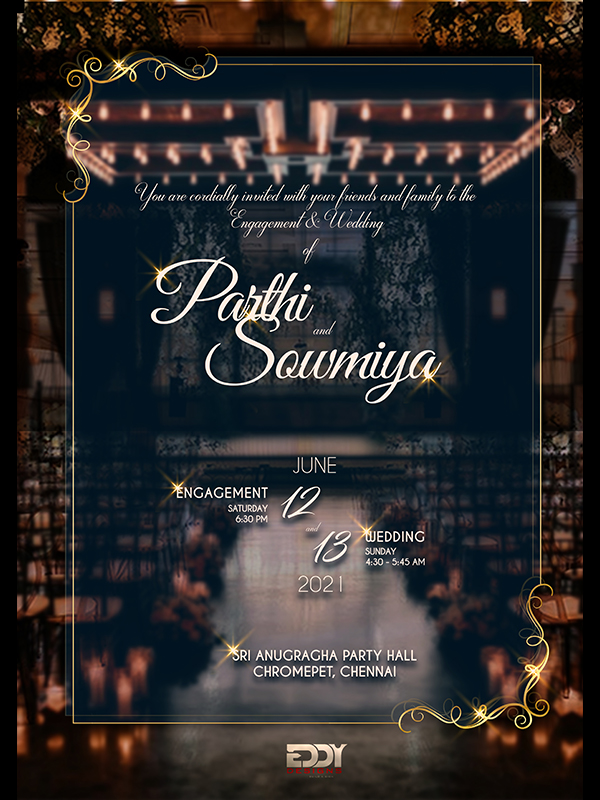 You are cordially invited with your friends and family to the
Engagement & Wedding
of
Parthi
and
Sowmiya
JUNE
ENGAGEMENT
SATURDAY
6:30 PM
12
and
13
WEDDING
SUNDAY
4:30 - 5:45 AM
2021
SRI ANUGRAGHA PARTY HALL
CHROMEPET, CHENNAI
EDDY